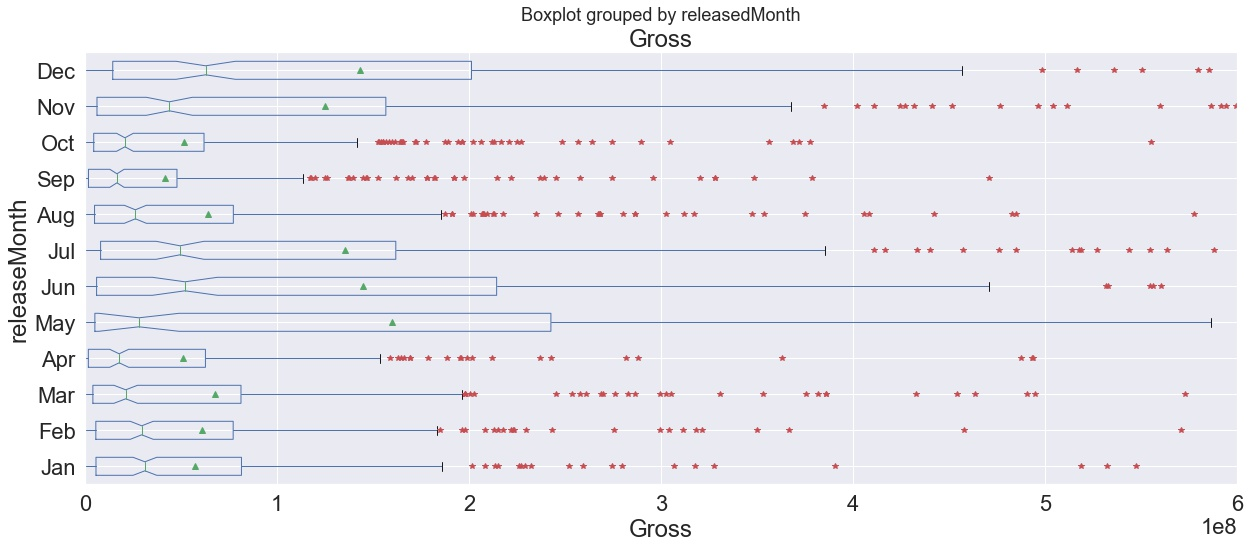 Boxplot grouped by releasedMonth
Gross
releaseMonth
Dec
Nov
Oct
Sep
Aug
Jul
Jun
May
Apr
Mar
Feb
Jan
0 1 2 3 4 5 6
1e8
Gross